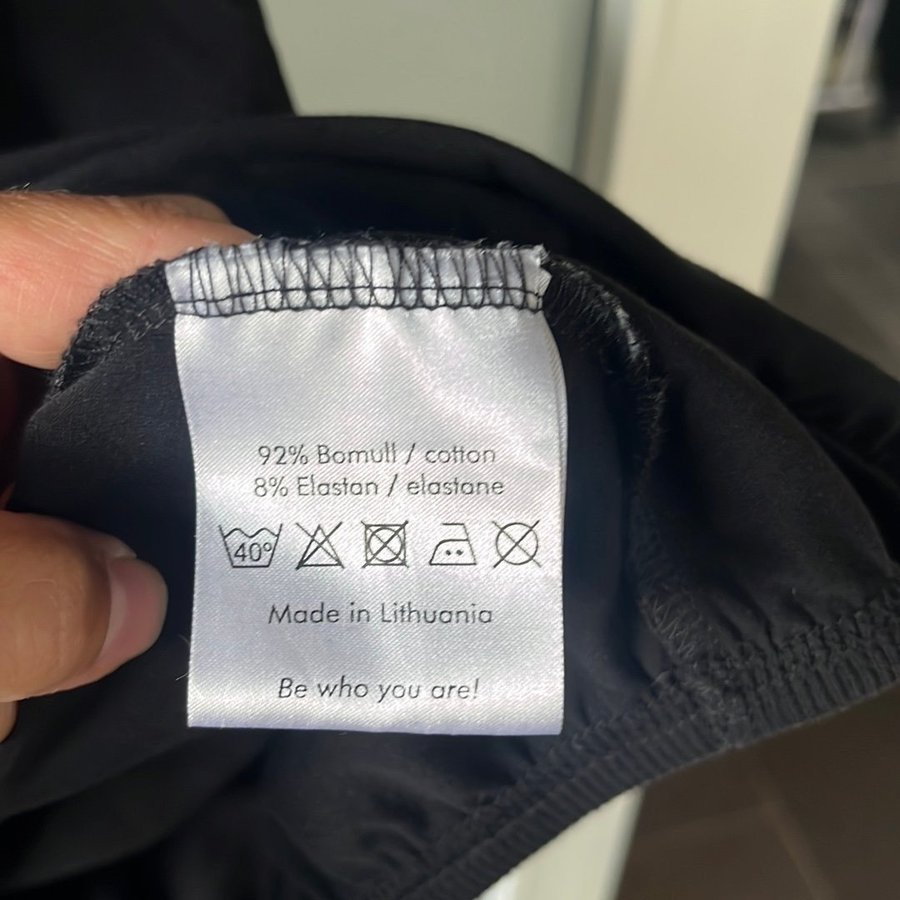 92% Bomull / cotton
8% Elastan / elastane
40°
Made in Lithuania
Be who you are!